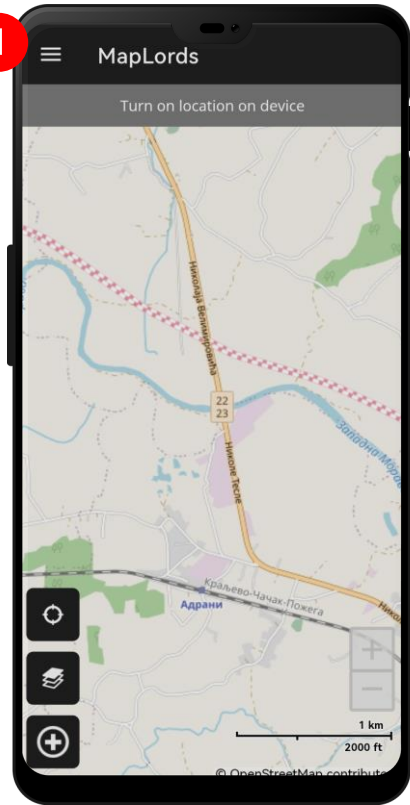 MapLords
Turn on location on device
Николаја Велимировића
22
23
Николе Тесле
Западна Морава
Краљево-Чачак-Пожега
Адрани
+
−
1 km
2000 ft
© OpenStreetMap contribute